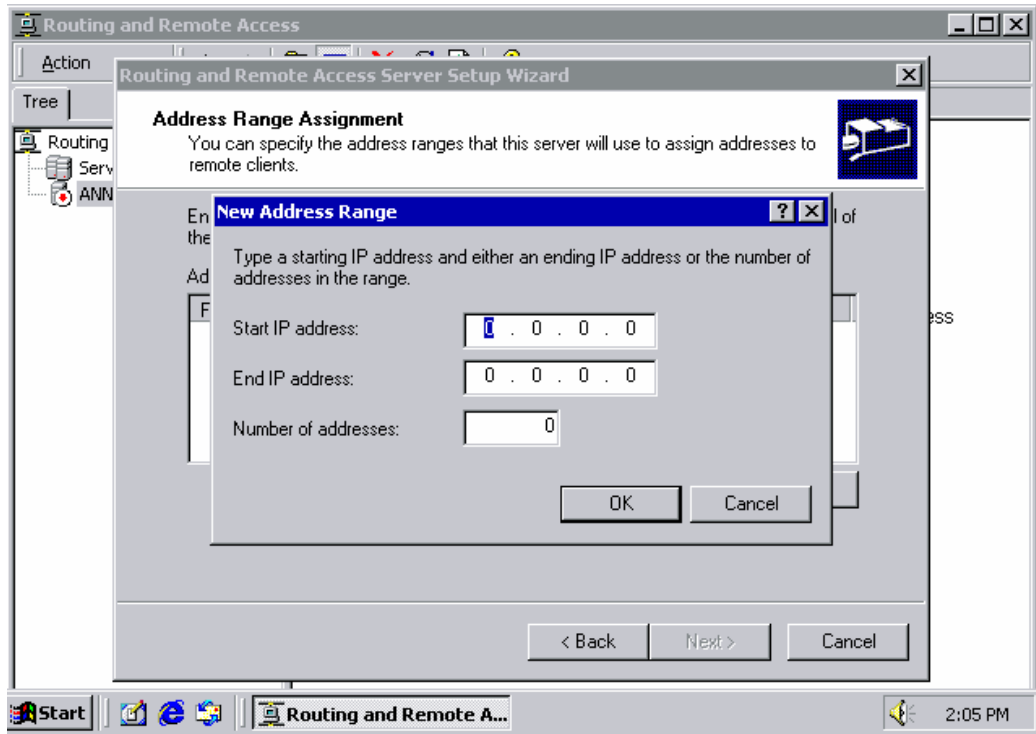 Routing and Remote Access
Action
Routing and Remote Access Server Setup Wizard
Tree
Address Range Assignment
You can specify the address ranges that this server will use to assign addresses to
remote clients.
Routing
Serv
ANN
En
l of
the
New Address Range
Type a starting IP address and either an ending IP address or the number of
addresses in the range.
Ad
F
ess
Start IP address: 0 . 0 . 0 . 0
End IP address: 0 . 0 . 0 . 0
Number of addresses: 0
OK Cancel
< Back Next > Cancel
Start Routing and Remote A... 2:05 PM